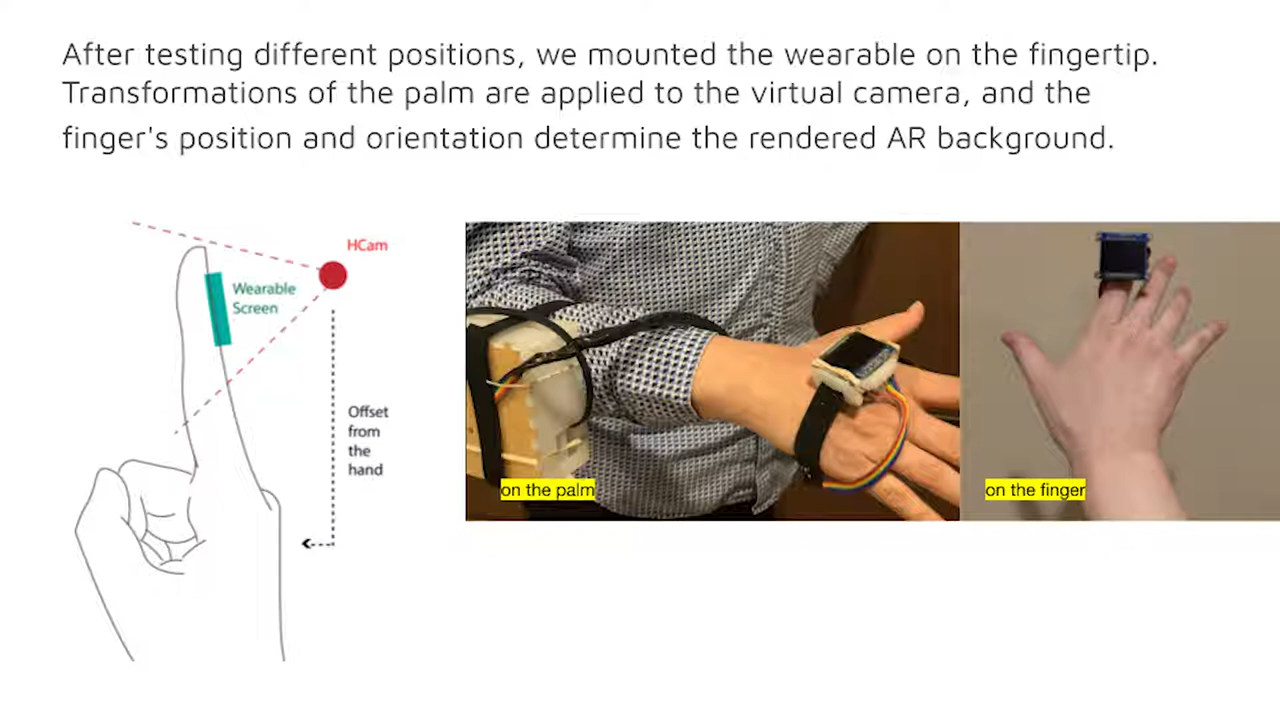 After testing different positions, we mounted the wearable on the fingertip.
Transformations of the palm are applied to the virtual camera, and the
finger's position and orientation determine the rendered AR background.
HCam
Wearable
Screen
Offset
from
the
hand
on the palm
on the finger